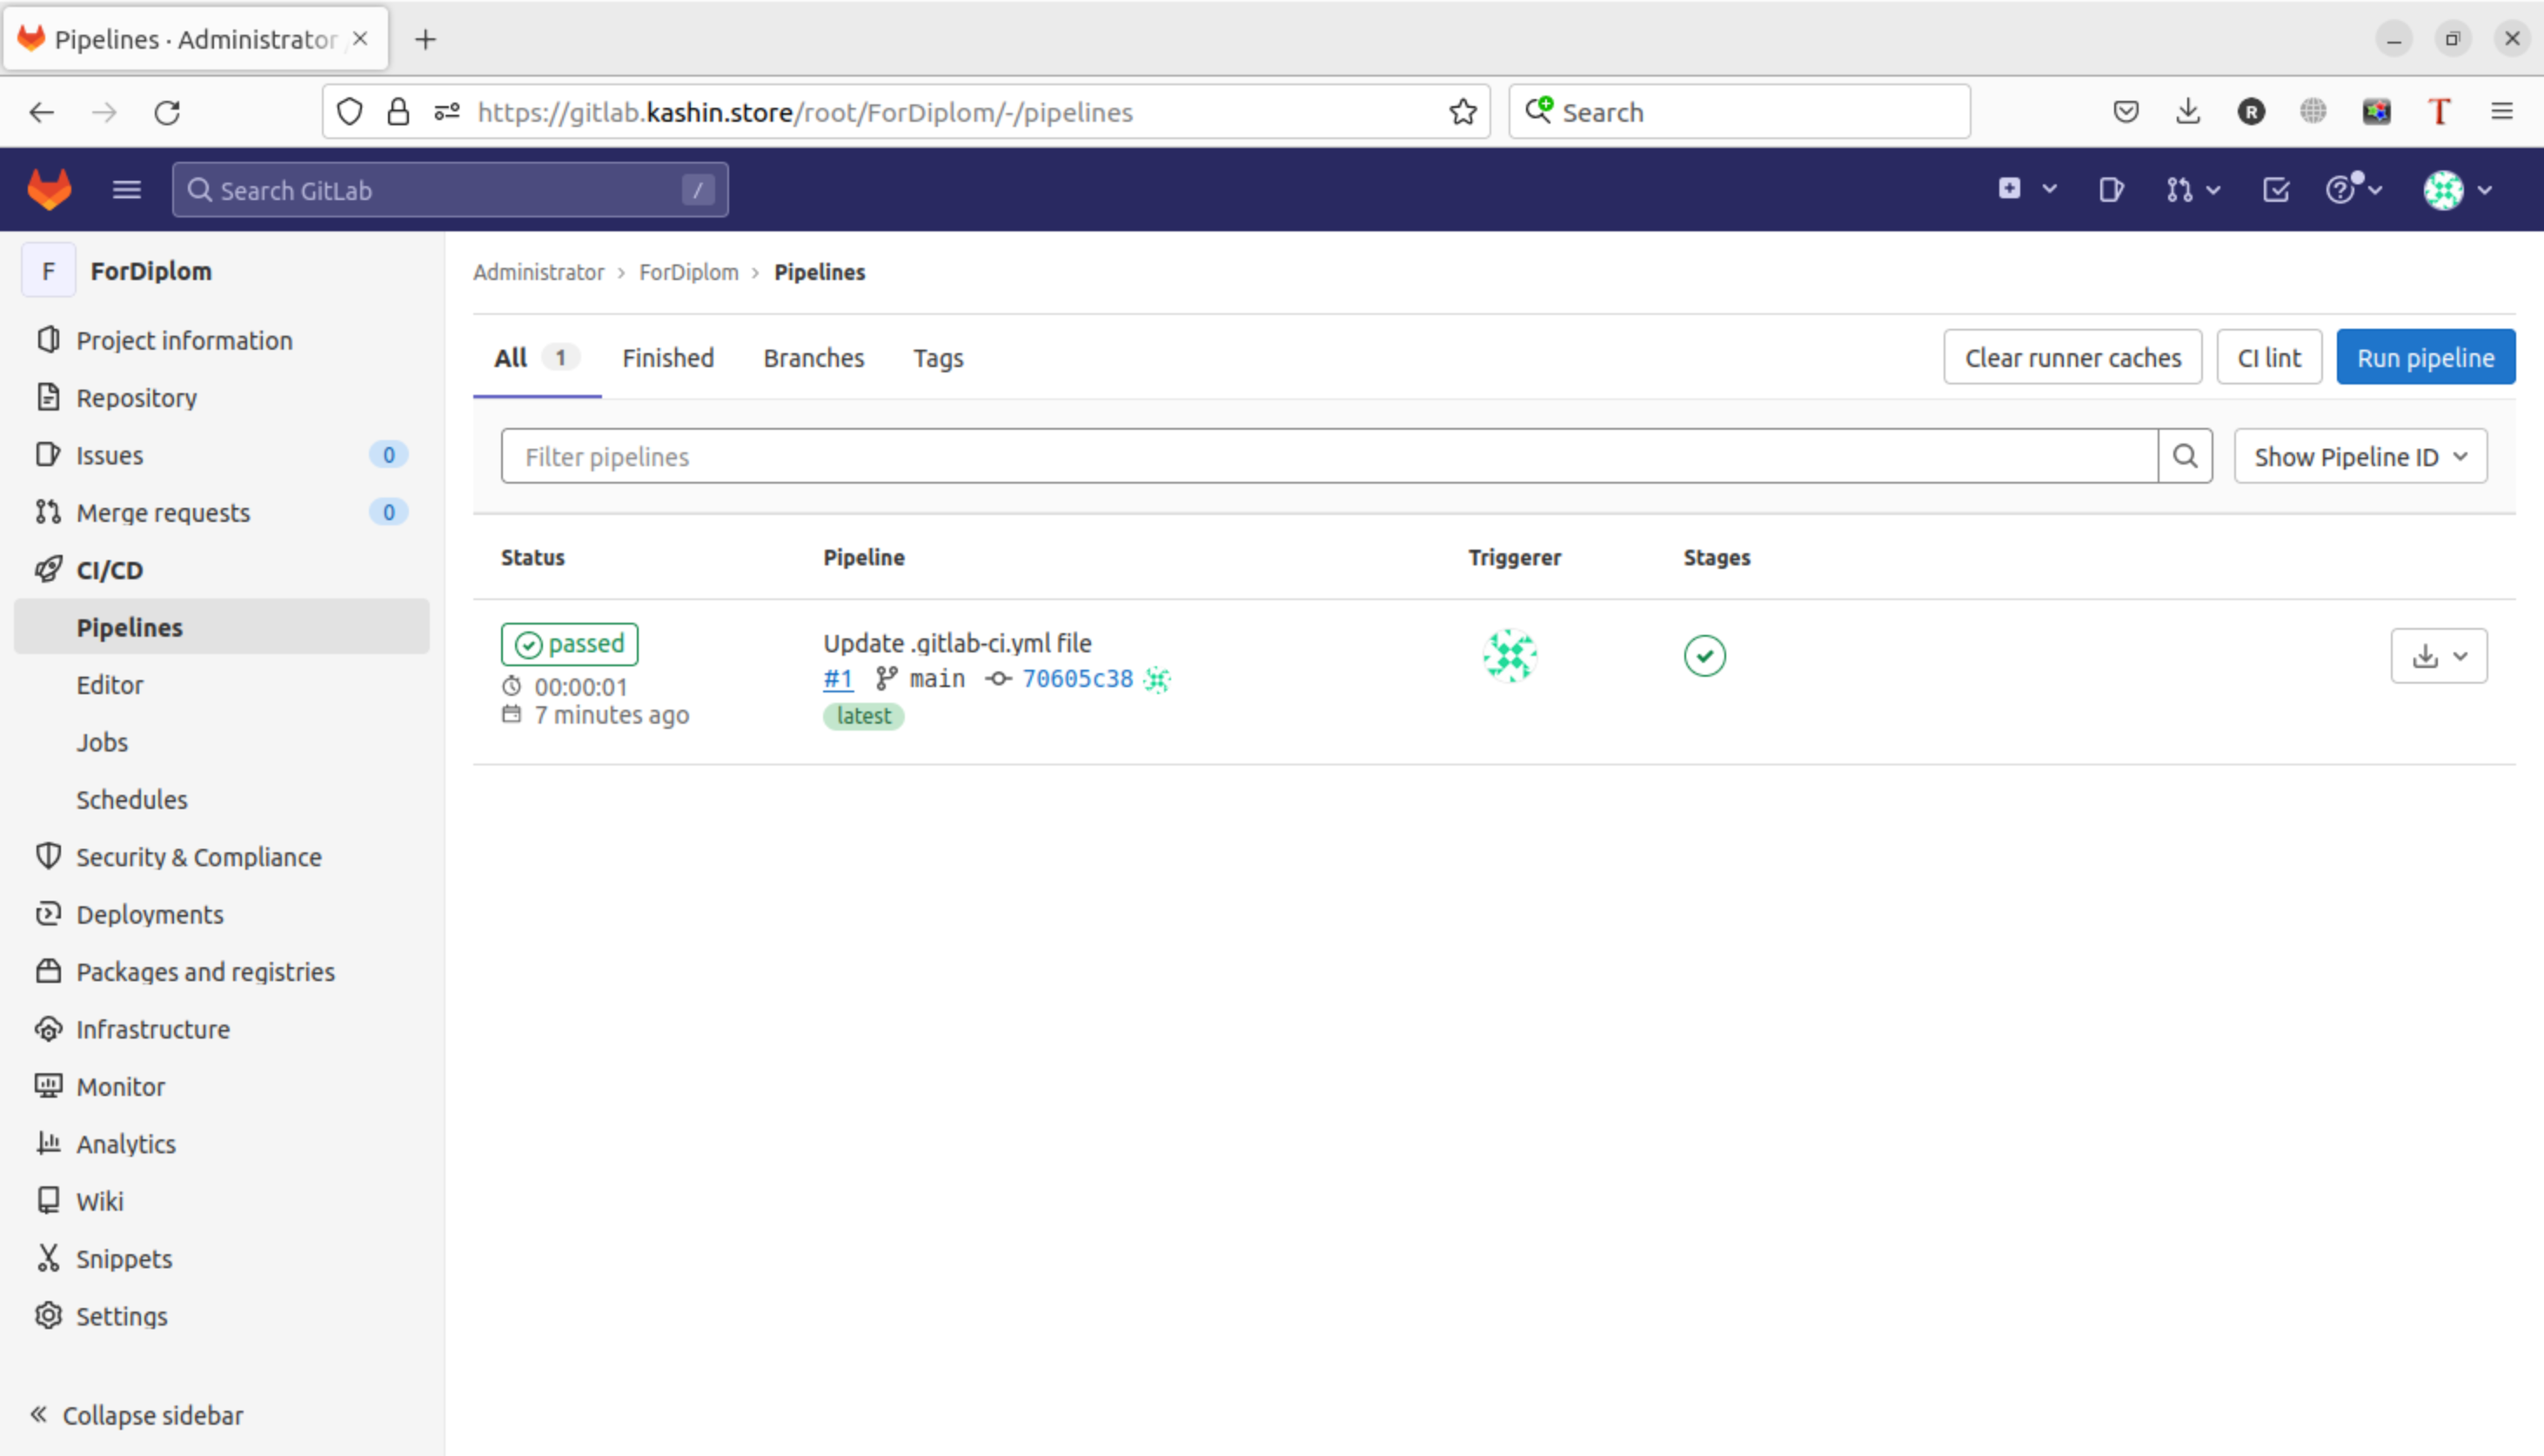 Pipelines · Administrator
https://gitlab.kashin.store/root/ForDiplom/-/pipelines
Search
R
T
Search GitLab
/
F
ForDiplom
Project information
Repository
Issues 0
Merge requests 0
CI/CD
Pipelines
Editor
Jobs
Schedules
Security & Compliance
Deployments
Packages and registries
Infrastructure
Monitor
Analytics
Wiki
Snippets
Settings
Collapse sidebar
Administrator › ForDiplom › Pipelines
All 1 Finished Branches Tags
Clear runner caches
CI lint
Run pipeline
Filter pipelines
Show Pipeline ID
Status Pipeline Triggerer Stages
passed
00:00:01
7 minutes ago
Update .gitlab-ci.yml file
#1 main 70605c38
latest